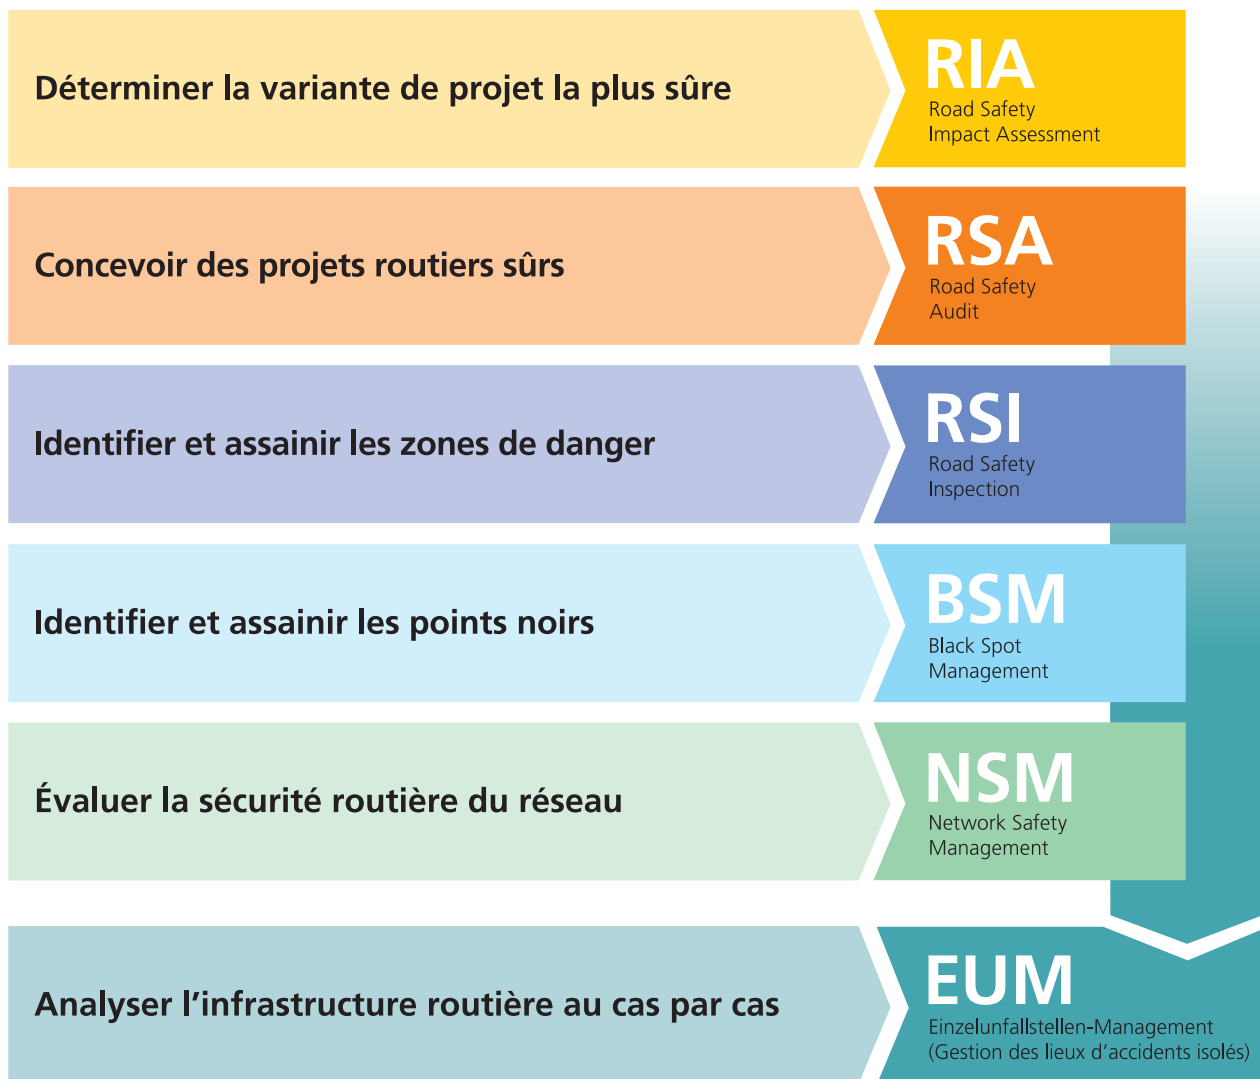 Déterminer la variante de projet la plus sûre
RIA
Road Safety
Impact Assessment
Concevoir des projets routiers sûrs
RSA
Road Safety
Audit
Identifier et assainir les zones de danger
RSI
Road Safety
Inspection
Identifier et assainir les points noirs
BSM
Black Spot
Management
Évaluer la sécurité routière du réseau
NSM
Network Safety
Management
Analyser l’infrastructure routière au cas par cas
EUM
Einzelunfallstellen-Management
(Gestion des lieux d’accidents isolés)